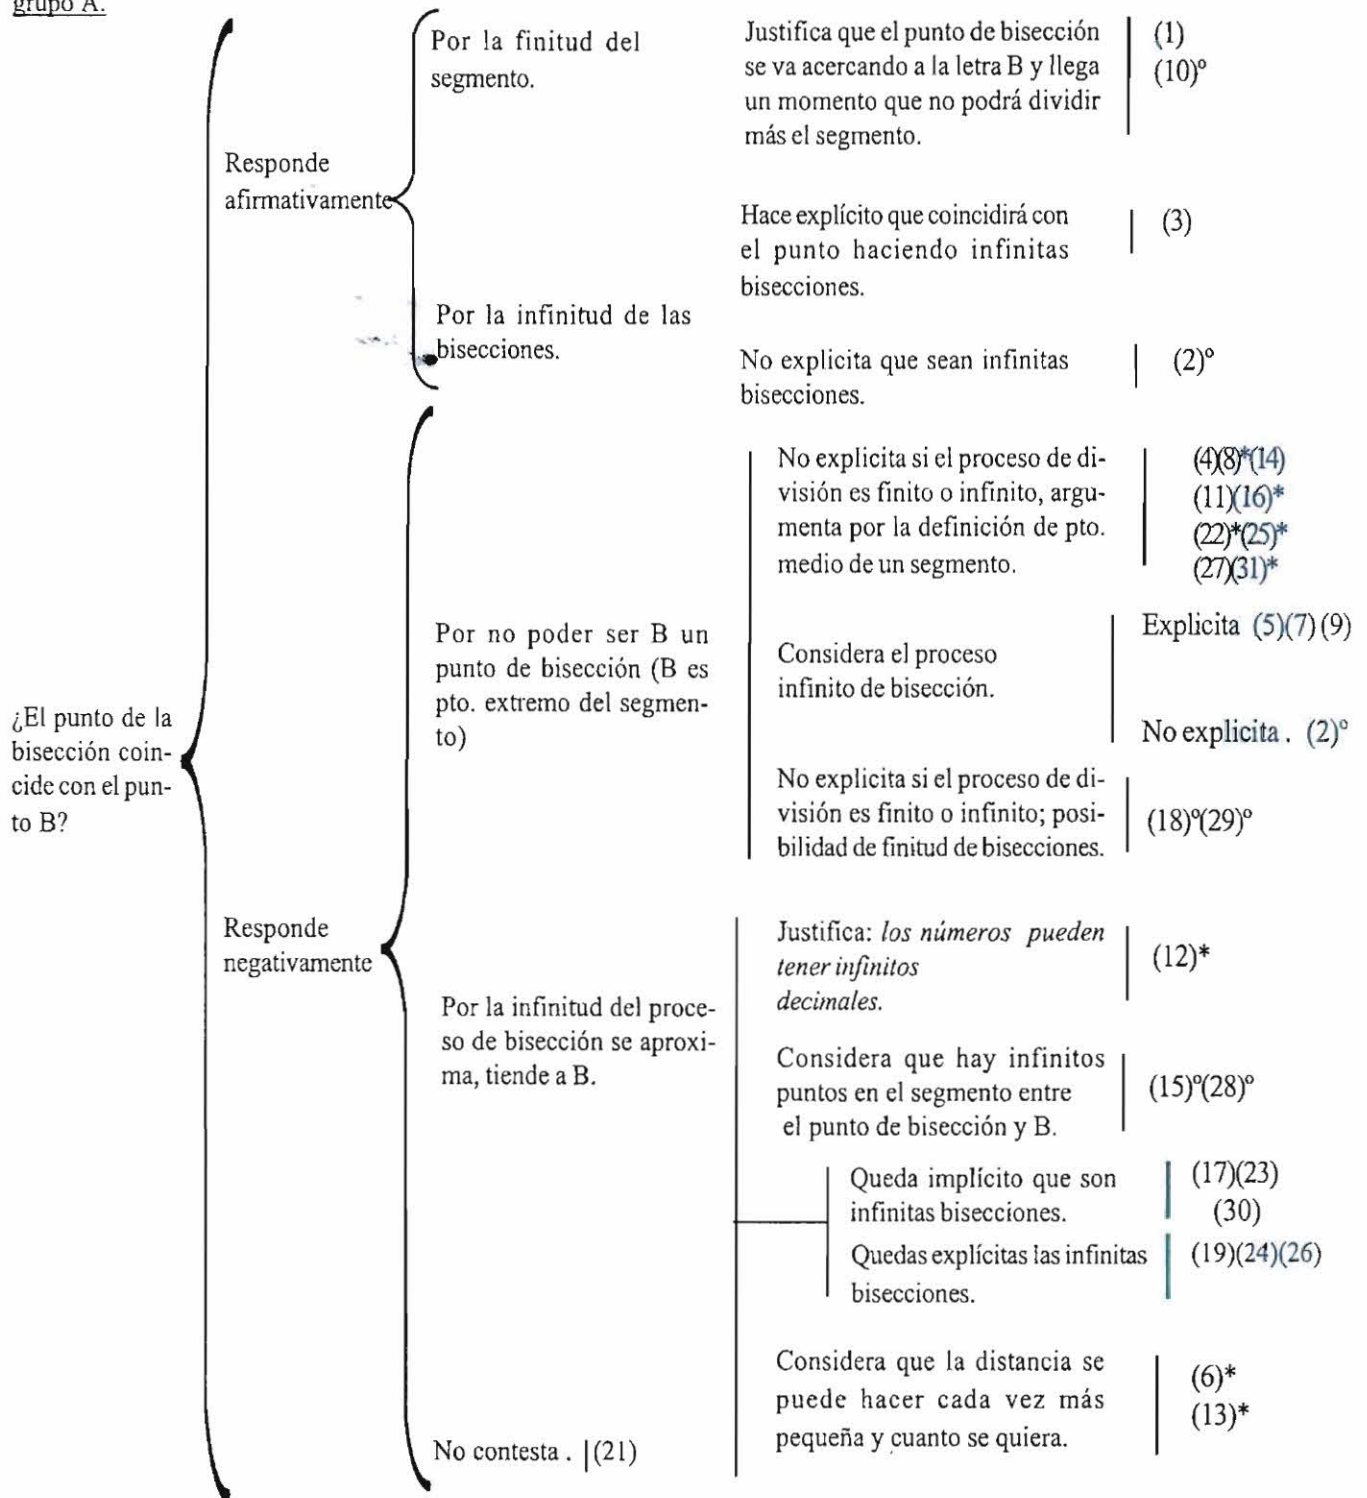 grupo A.
¿El punto de la
bisección coin-
cide con el pun-
to B?
Responde
afirmativamente
Por la finitud del
segmento.
Justifica que el punto de bisección
se va acercando a la letra B y llega
un momento que no podrá dividir
más el segmento.
(1)
(10)º
Por la infinitud de las
bisecciones.
Hace explícito que coincidirá con
el punto haciendo infinitas
bisecciones.
(3)
No explicita que sean infinitas
bisecciones.
(2)º
Responde
negativamente
Por no poder ser B un
punto de bisección (B es
pto. extremo del segmen-
to)
No explicita si el proceso de di-
visión es finito o infinito, argu-
menta por la definición de pto.
medio de un segmento.
(4)(8)*(14)
(11)(16)*
(22)*(25)*
(27)(31)*
Considera el proceso
infinito de bisección.
Explicita (5)(7)(9)
No explicita . (2)º
No explicita si el proceso de di-
visión es finito o infinito; posi-
bilidad de finitud de bisecciones.
(18)º(29)º
Por la infinitud del proce-
so de bisección se aproxi-
ma, tiende a B.
Justifica: los números pueden
tener infinitos
decimales.
(12)*
Considera que hay infinitos
puntos en el segmento entre
el punto de bisección y B.
(15)º(28)º
Queda implícito que son
infinitas bisecciones.
(17)(23)
(30)
Quedas explícitas las infinitas
bisecciones.
(19)(24)(26)
Considera que la distancia se
puede hacer cada vez más
pequeña y cuanto se quiera.
(6)*
(13)*
No contesta . |(21)